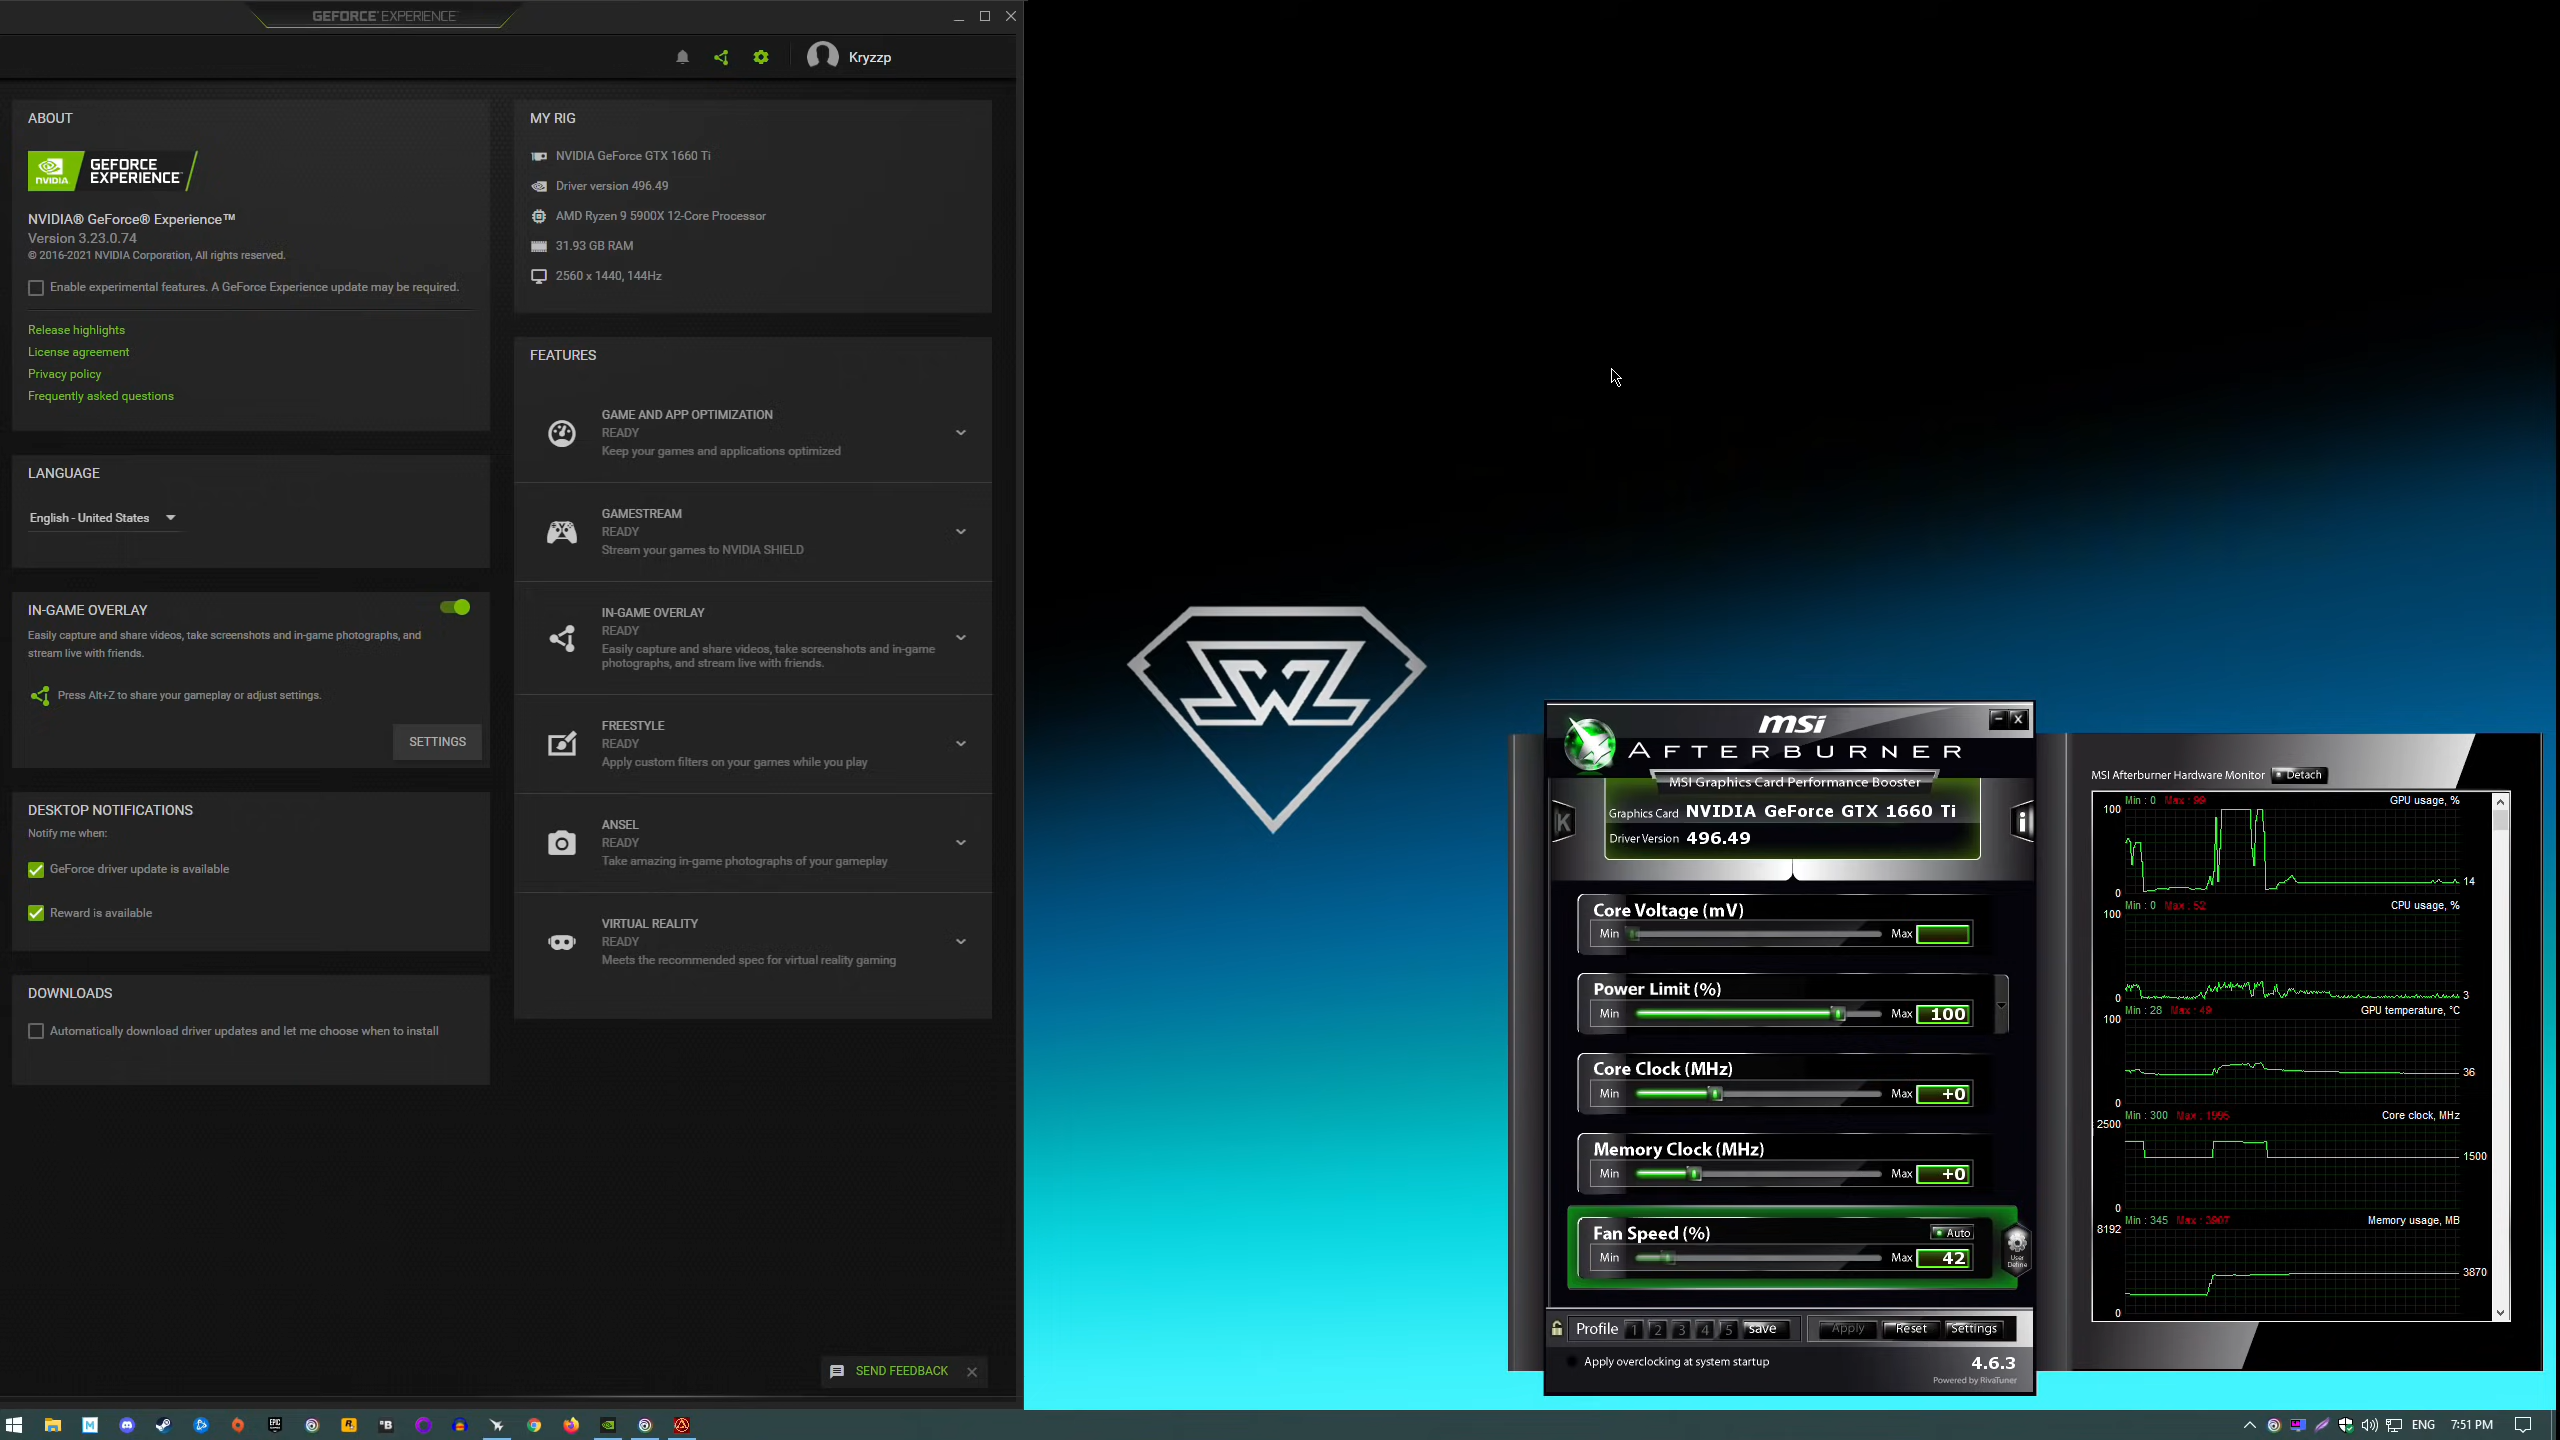 GEFORCE® EXPERIENCE™
Kryzzp
ABOUT
NVIDIA
GEFORCE
EXPERIENCE
NVIDIA® GeForce® Experience™
Version 3.23.0.74
© 2016-2021 NVIDIA Corporation, All rights reserved.
Enable experimental features. A GeForce Experience update may be required.
Release highlights
License agreement
Privacy policy
Frequently asked questions
LANGUAGE
English - United States
IN-GAME OVERLAY
Easily capture and share videos, take screenshots and in-game photographs, and
stream live with friends.
Press Alt+Z to share your gameplay or adjust settings.
SETTINGS
DESKTOP NOTIFICATIONS
Notify me when:
GeForce driver update is available
Reward is available
DOWNLOADS
Automatically download driver updates and let me choose when to install
MY RIG
NVIDIA GeForce GTX 1660 Ti
Driver version 496.49
AMD Ryzen 9 5900X 12-Core Processor
31.93 GB RAM
2560 x 1440, 144Hz
FEATURES
GAME AND APP OPTIMIZATION
READY
Keep your games and applications optimized
GAMESTREAM
READY
Stream your games to NVIDIA SHIELD
IN-GAME OVERLAY
READY
Easily capture and share videos, take screenshots and in-game
photographs, and stream live with friends.
FREESTYLE
READY
Apply custom filters on your games while you play
ANSEL
READY
Take amazing in-game photographs of your gameplay
VIRTUAL REALITY
READY
Meets the recommended spec for virtual reality gaming
SEND FEEDBACK
msi
AFTERBURNER
MSI Graphics Card Performance Booster
K
Graphics Card NVIDIA GeForce GTX 1660 Ti
i
Driver Version 496.49
Core Voltage (mV)
Min Max
Power Limit (%)
Min Max 100
Core Clock (MHz)
Min Max +0
Memory Clock (MHz)
Min Max +0
Fan Speed (%) Auto
Min Max 42
User Define
Profile 1 2 3 4 5 save Apply Reset Settings
Apply overclocking at system startup
4.6.3
Powered by RivaTuner
MSI Afterburner Hardware Monitor Detach
Min : 0 Max : 99 GPU usage, %
100
14
0
Min : 0 Max : 52 CPU usage, %
100
3
0
Min : 28 Max : 49 GPU temperature, °C
100
36
0
Min : 300 Max : 1995 Core clock, MHz
2500
1500
0
Min : 345 Max : 3907 Memory usage, MB
8192
3870
0
M
EPIC
R
B
ENG
7:51 PM